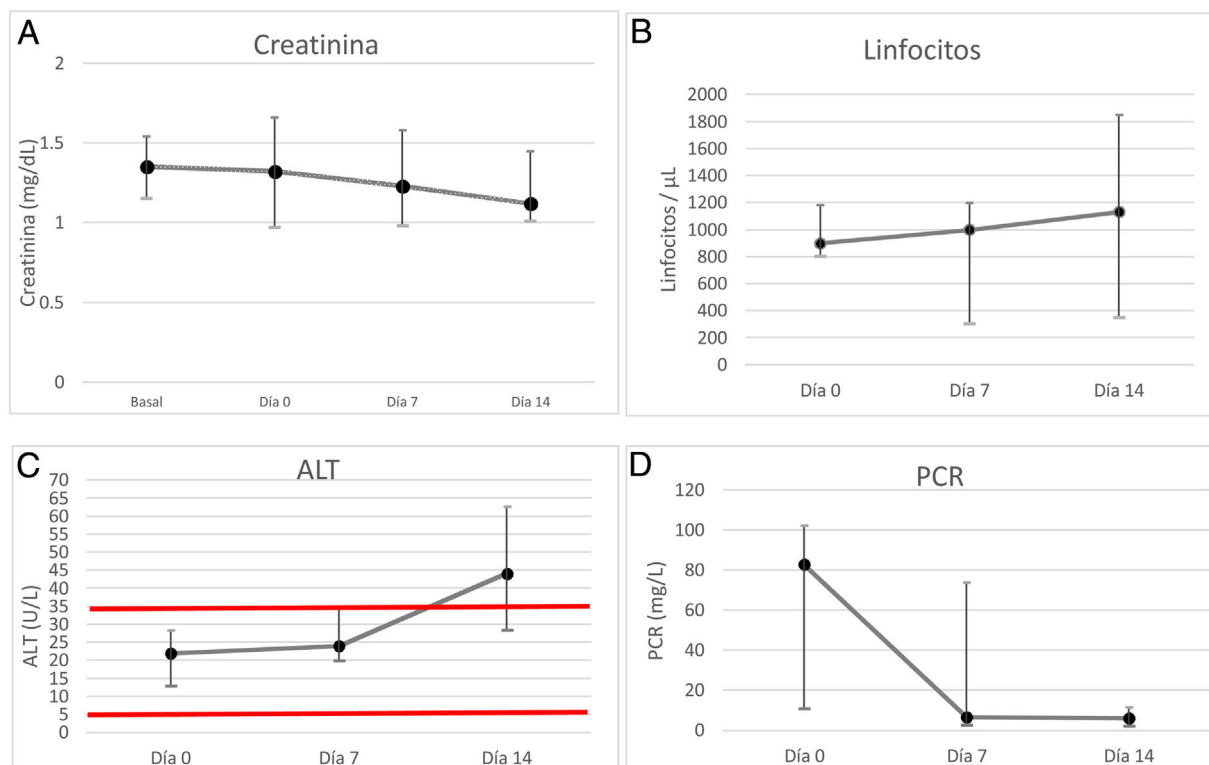 A
Creatinina
Creatinina (mg/dL)
2
1.5
1
0.5
0
Basal
Día 0
Día 7
Día 14
B
Linfocitos
Linfocitos / µL
2000
1800
1600
1400
1200
1000
800
600
400
200
0
Día 0
Día 7
Día 14
C
ALT
ALT (U/L)
70
65
60
55
50
45
40
35
30
25
20
15
10
5
0
Día 0
Día 7
Día 14
D
PCR
PCR (mg/L)
120
100
80
60
40
20
0
Día 0
Día 7
Día 14